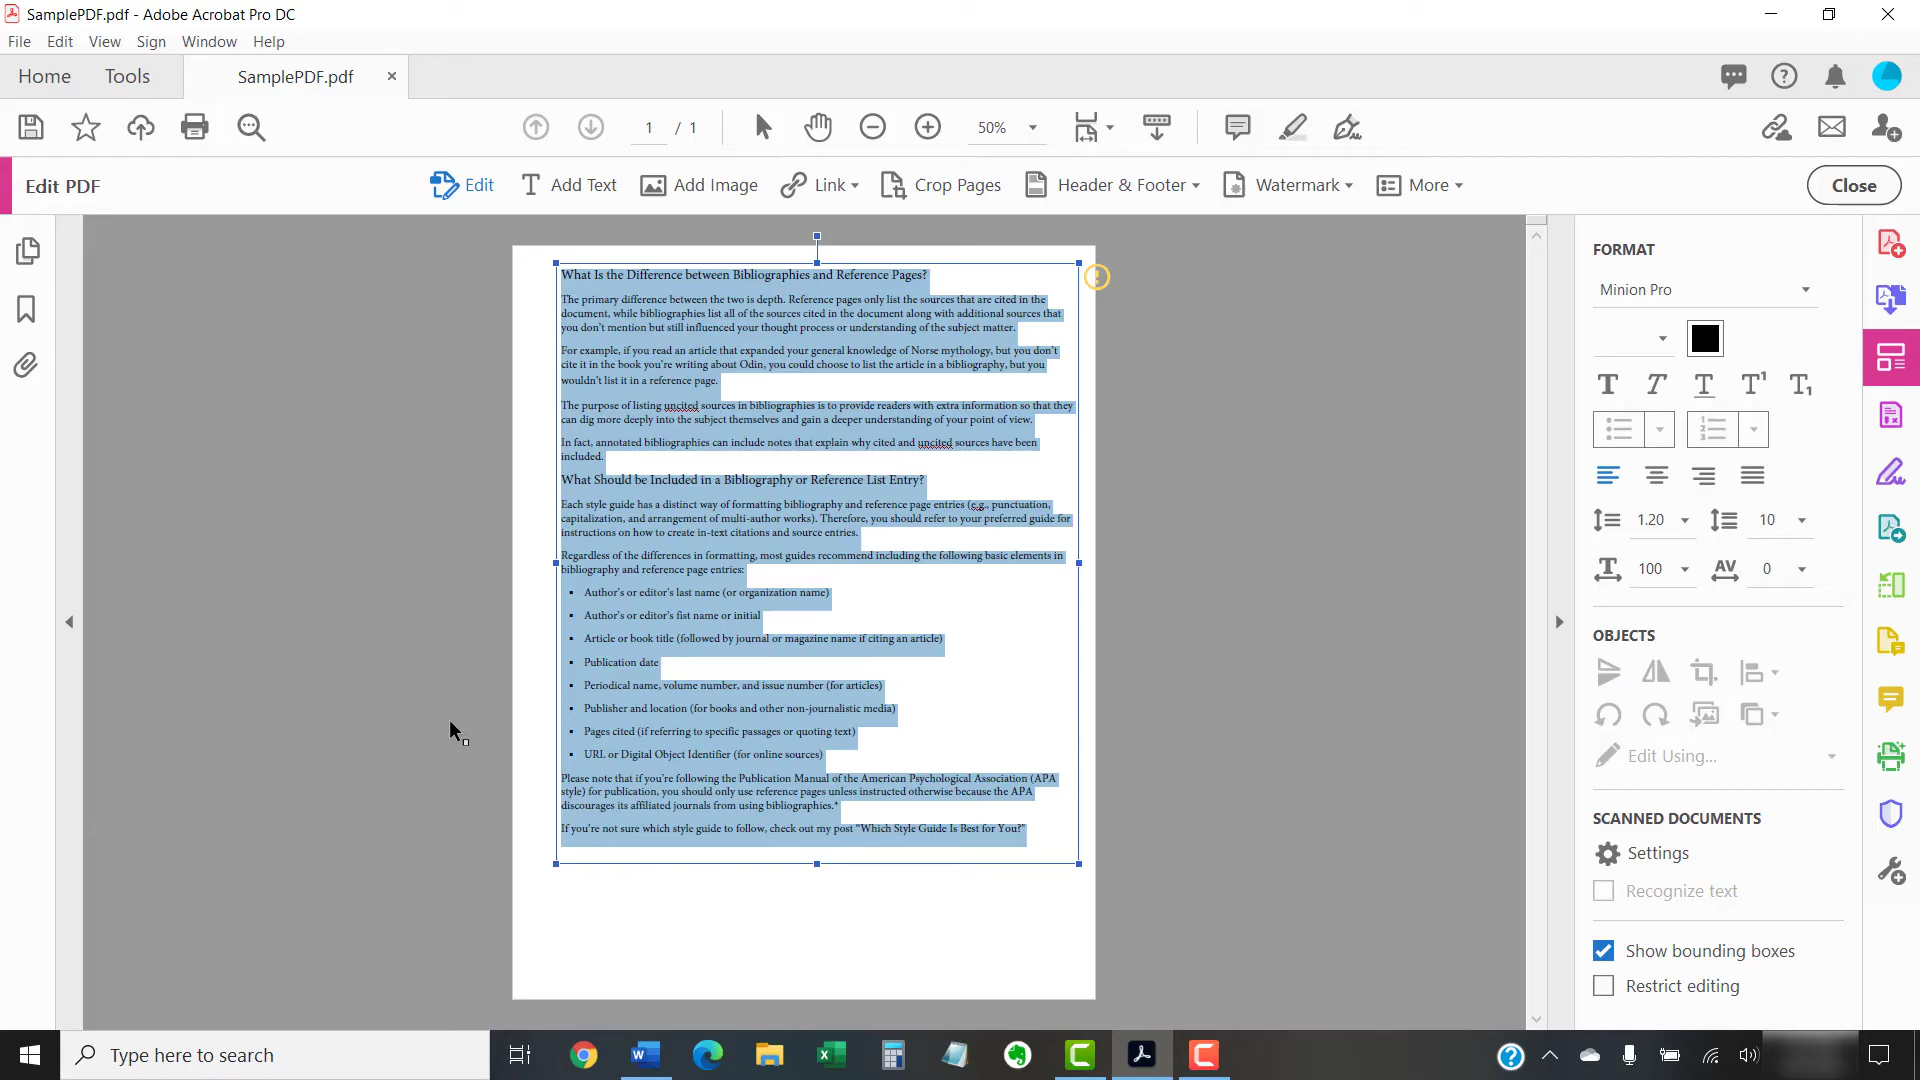 SamplePDF.pdf - Adobe Acrobat Pro DC
File Edit View Sign Window Help
Home Tools SamplePDF.pdf
1 / 1 50%
Edit PDF Edit Add Text Add Image Link Crop Pages Header & Footer Watermark More Close
What Is the Difference between Bibliographies and Reference Pages?
The primary difference between the two is depth. Reference pages only list the sources that are cited in the
document, while bibliographies list all of the sources cited in the document along with additional sources that
you don't mention but still influenced your thought process or understanding of the subject matter.
For example, if you read an article that expanded your general knowledge of Norse mythology, but you don't
cite it in the book you're writing about Odin, you could choose to list the article in a bibliography, but you
wouldn't list it in a reference page.
The purpose of listing uncited sources in bibliographies is to provide readers with extra information so that they
can dig more deeply into the subject themselves and gain a deeper understanding of your point of view.
In fact, annotated bibliographies can include notes that explain why cited and uncited sources have been
included.
What Should be Included in a Bibliography or Reference List Entry?
Each style guide has a distinct way of formatting bibliography and reference page entries (e.g., punctuation,
capitalization, and arrangement of multi-author works). Therefore, you should refer to your preferred guide for
instructions on how to create in-text citations and source entries.
Regardless of the differences in formatting, most guides recommend including the following basic elements in
bibliography and reference page entries:
▪ Author's or editor's last name (or organization name)
▪ Author's or editor's fist name or initial
▪ Article or book title (followed by journal or magazine name if citing an article)
▪ Publication date
▪ Periodical name, volume number, and issue number (for articles)
▪ Publisher and location (for books and other non-journalistic media)
▪ Pages cited (if referring to specific passages or quoting text)
▪ URL or Digital Object Identifier (for online sources)
Please note that if you're following the Publication Manual of the American Psychological Association (APA
style) for publication, you should only use reference pages unless instructed otherwise because the APA
discourages its affiliated journals from using bibliographies.*
If you're not sure which style guide to follow, check out my post "Which Style Guide Is Best for You?"
FORMAT
Minion Pro
1.20 10
100 0
OBJECTS
Edit Using...
SCANNED DOCUMENTS
Settings
Recognize text
Show bounding boxes
Restrict editing
Type here to search